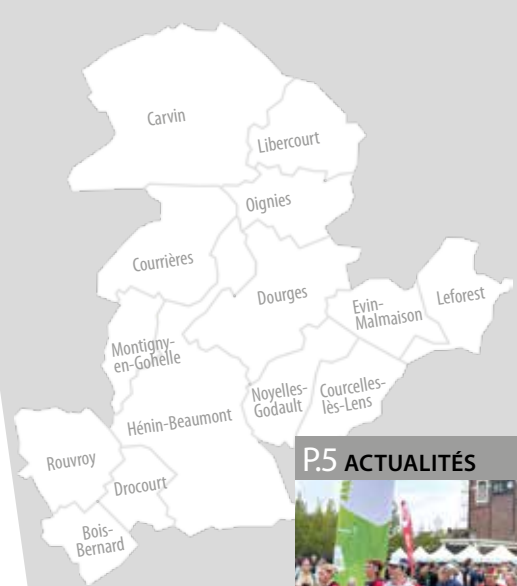 Carvin
Libercourt
Oignies
Courrières
Dourges
Evin-
Malmaison
Leforest
Montigny-
en-Gohelle
Noyelles-
Godault
Courcelles-
lès-Lens
Hénin-Beaumont
Rouvroy
Drocourt
Bois-
Bernard
P.5 ACTUALITÉS